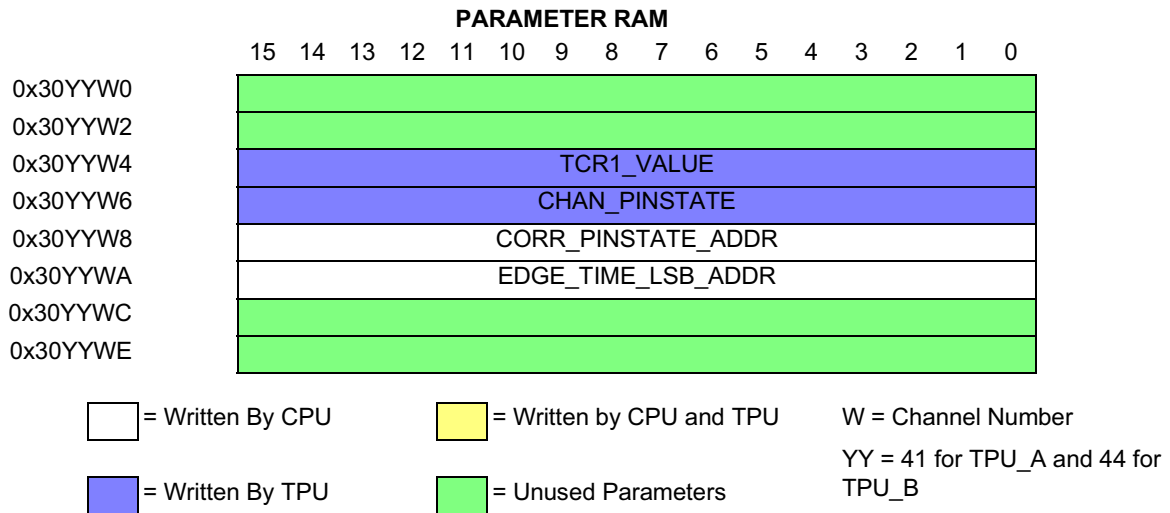 PARAMETER RAM
15 14 13 12 11 10 9 8 7 6 5 4 3 2 1 0
0x30YYW0
0x30YYW2
0x30YYW4 TCR1_VALUE
0x30YYW6 CHAN_PINSTATE
0x30YYW8 CORR_PINSTATE_ADDR
0x30YYWA EDGE_TIME_LSB_ADDR
0x30YYWC
0x30YYWE
= Written By CPU = Written by CPU and TPU W = Channel Number
= Written By TPU = Unused Parameters YY = 41 for TPU_A and 44 for
TPU_B